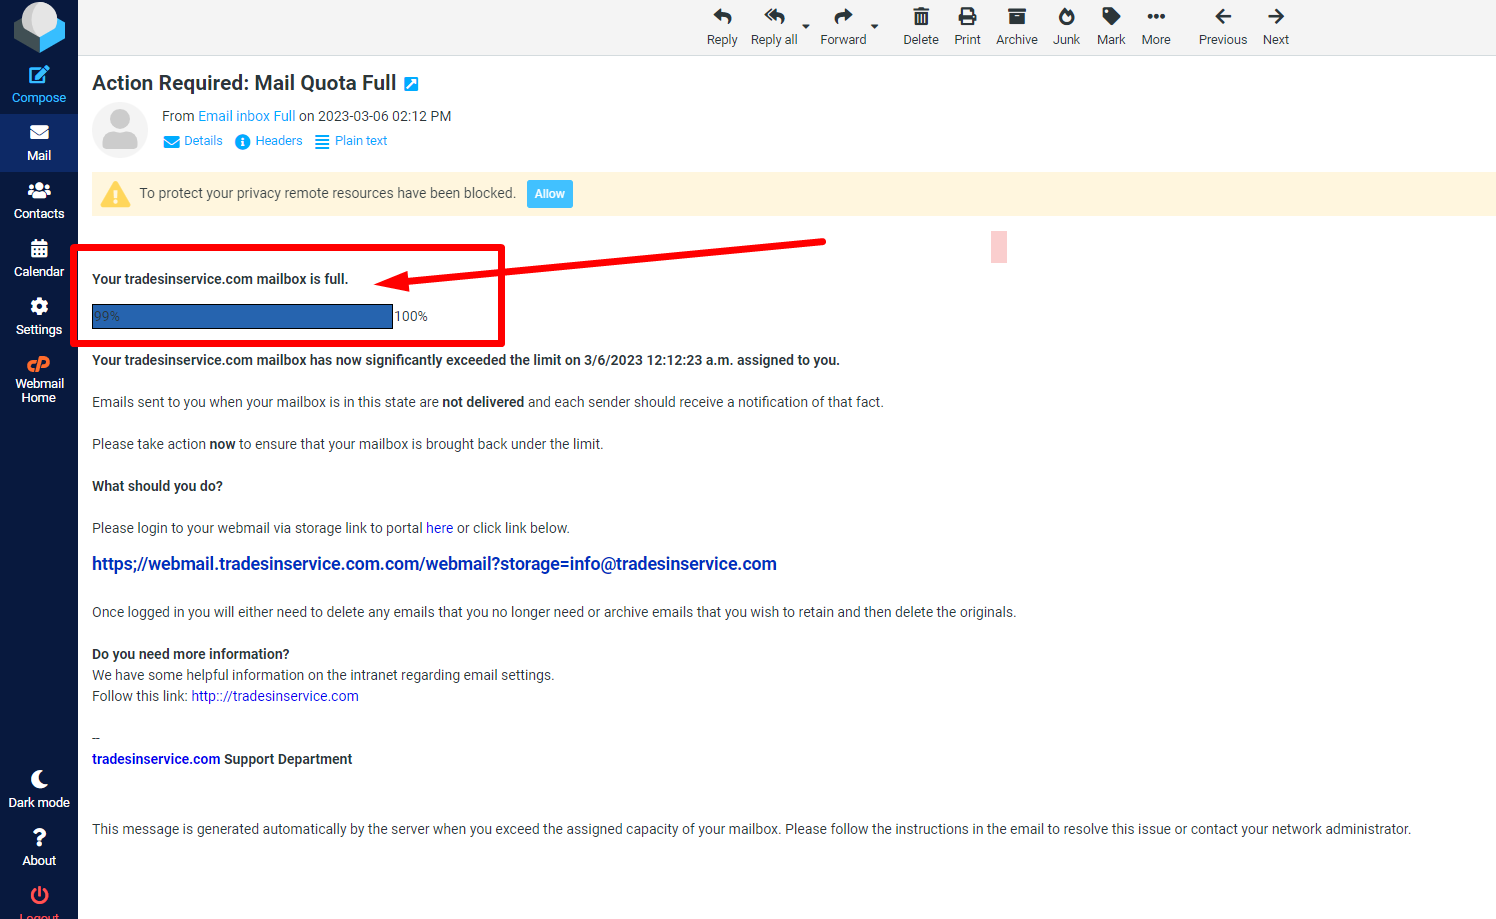 Reply
Reply all
Forward
Delete
Print
Archive
Junk
Mark
More
Previous
Next
Compose
Mail
Contacts
Calendar
Settings
cP
Webmail
Home
Dark mode
About
Logout
Action Required: Mail Quota Full
From Email inbox Full on 2023-03-06 02:12 PM
Details Headers Plain text
To protect your privacy remote resources have been blocked. Allow
Your tradesinservice.com mailbox is full.
99% 100%
Your tradesinservice.com mailbox has now significantly exceeded the limit on 3/6/2023 12:12:23 a.m. assigned to you.
Emails sent to you when your mailbox is in this state are not delivered and each sender should receive a notification of that fact.
Please take action now to ensure that your mailbox is brought back under the limit.
What should you do?
Please login to your webmail via storage link to portal here or click link below.
https;//webmail.tradesinservice.com.com/webmail?storage=info@tradesinservice.com
Once logged in you will either need to delete any emails that you no longer need or archive emails that you wish to retain and then delete the originals.
Do you need more information?
We have some helpful information on the intranet regarding email settings.
Follow this link: http:://tradesinservice.com
--
tradesinservice.com Support Department
This message is generated automatically by the server when you exceed the assigned capacity of your mailbox. Please follow the instructions in the email to resolve this issue or contact your network administrator.